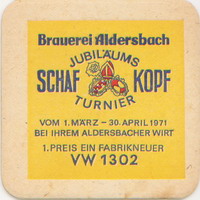 Brauerei Aldersbach
JUBILÄUMS
SCHAF KOPF
TURNIER
VOM 1. MÄRZ - 30. APRIL 1971
BEI IHREM ALDERSBACHER WIRT
1. PREIS EIN FABRIKNEUER
VW 1302